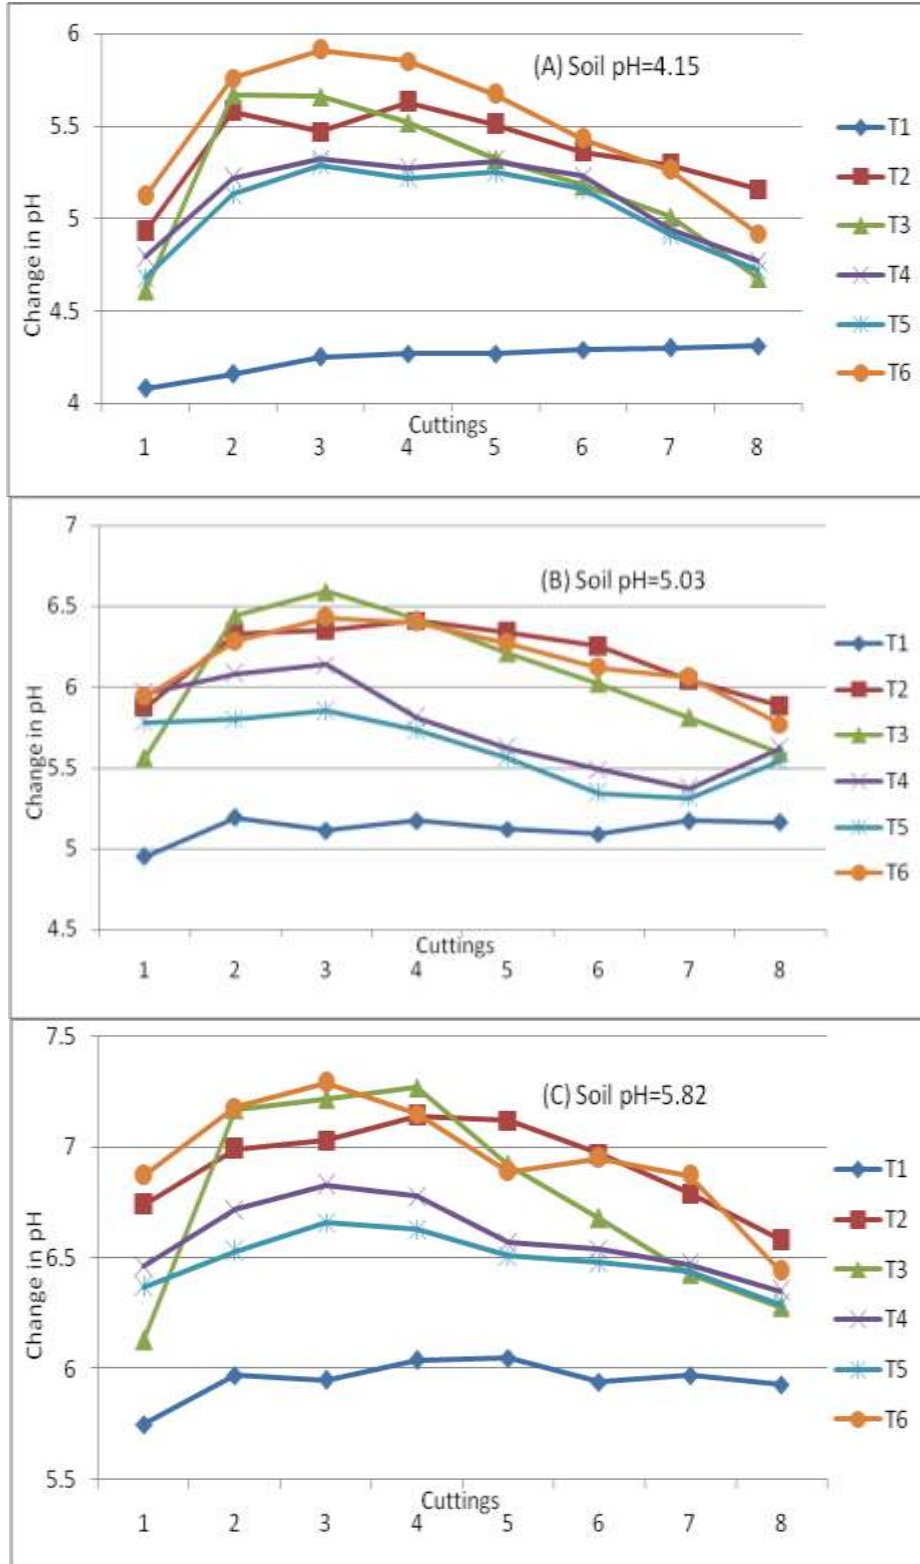 6
(A) Soil pH=4.15
5.5
5
4.5
4
Change in pH
Cuttings
1 2 3 4 5 6 7 8
T1
T2
T3
T4
T5
T6
7
(B) Soil pH=5.03
6.5
6
5.5
5
4.5
Change in pH
Cuttings
1 2 3 4 5 6 7 8
T1
T2
T3
T4
T5
T6
7.5
(C) Soil pH=5.82
7
6.5
6
5.5
Change in pH
Cuttings
1 2 3 4 5 6 7 8
T1
T2
T3
T4
T5
T6